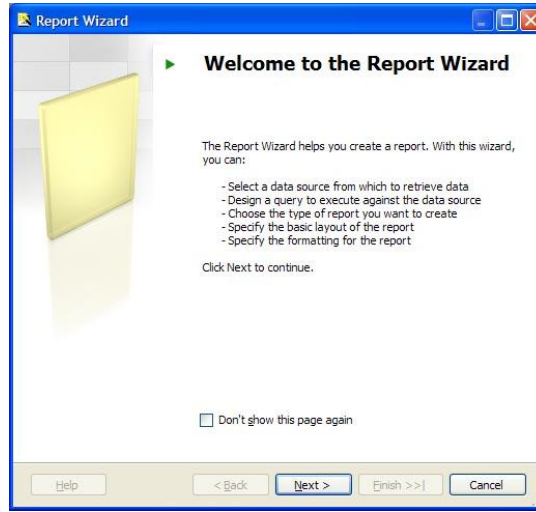 Report Wizard
Welcome to the Report Wizard
The Report Wizard helps you create a report. With this wizard,
you can:
- Select a data source from which to retrieve data
- Design a query to execute against the data source
- Choose the type of report you want to create
- Specify the basic layout of the report
- Specify the formatting for the report
Click Next to continue.
Don't show this page again
Help < Back Next > Finish >>| Cancel